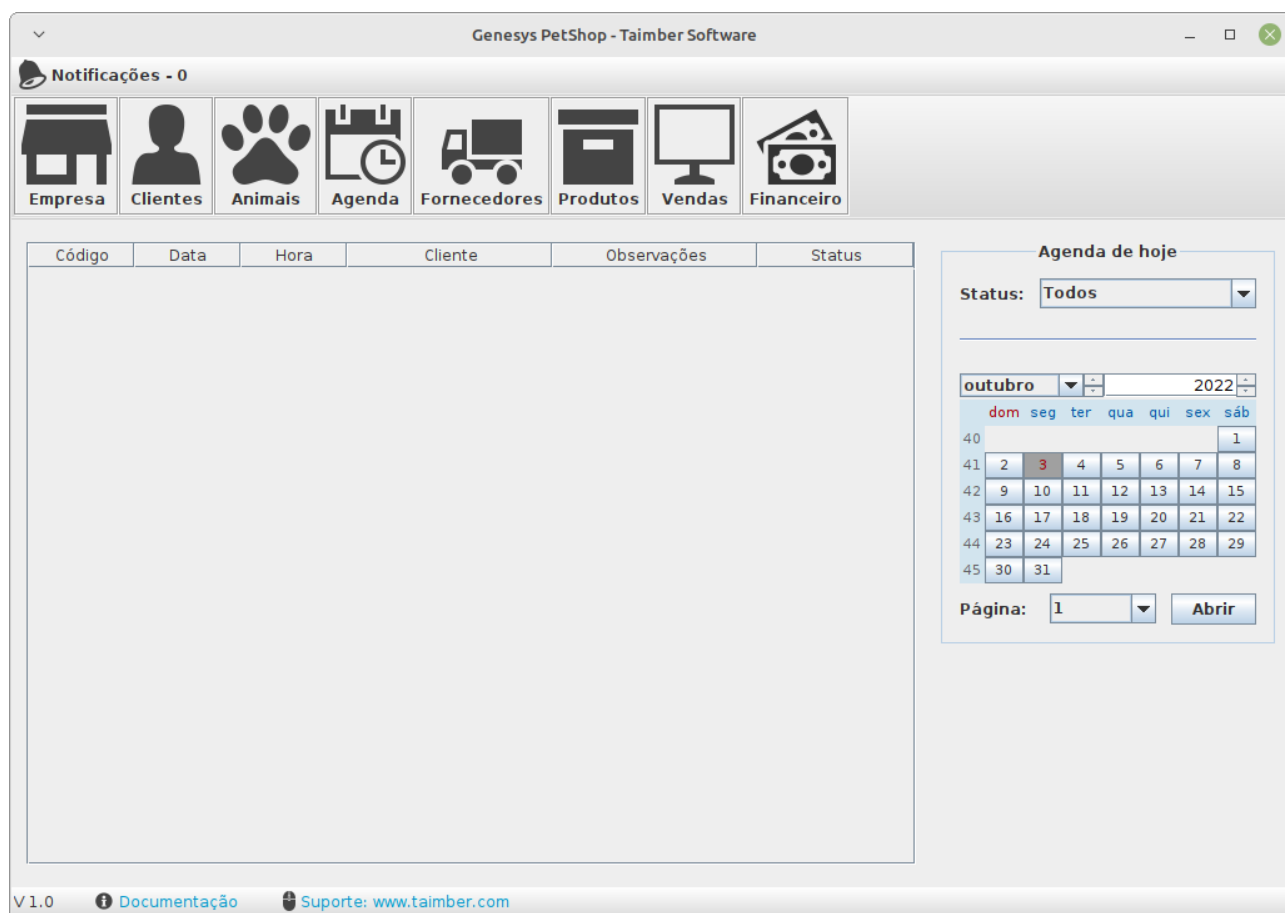 Genesys PetShop - Taimber Software
Notificações - 0
Empresa Clientes Animais Agenda Fornecedores Produtos Vendas Financeiro
Código Data Hora Cliente Observações Status
Agenda de hoje
Status: Todos
outubro 2022
dom seg ter qua qui sex sáb
40 1
41 2 3 4 5 6 7 8
42 9 10 11 12 13 14 15
43 16 17 18 19 20 21 22
44 23 24 25 26 27 28 29
45 30 31
Página: 1 Abrir
V 1.0 Documentação Suporte: www.taimber.com